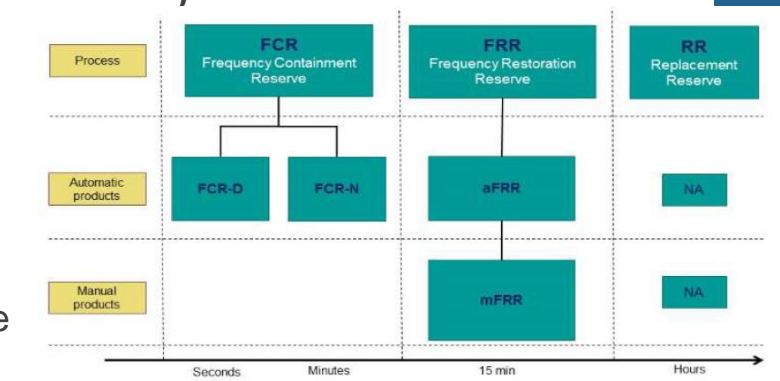 Process
FCR
Frequency Containment
Reserve
FRR
Frequency Restoration
Reserve
RR
Replacement
Reserve
Automatic
products
FCR-D
FCR-N
aFRR
NA
Manual
products
mFRR
NA
e
Seconds
Minutes
15 min
Hours